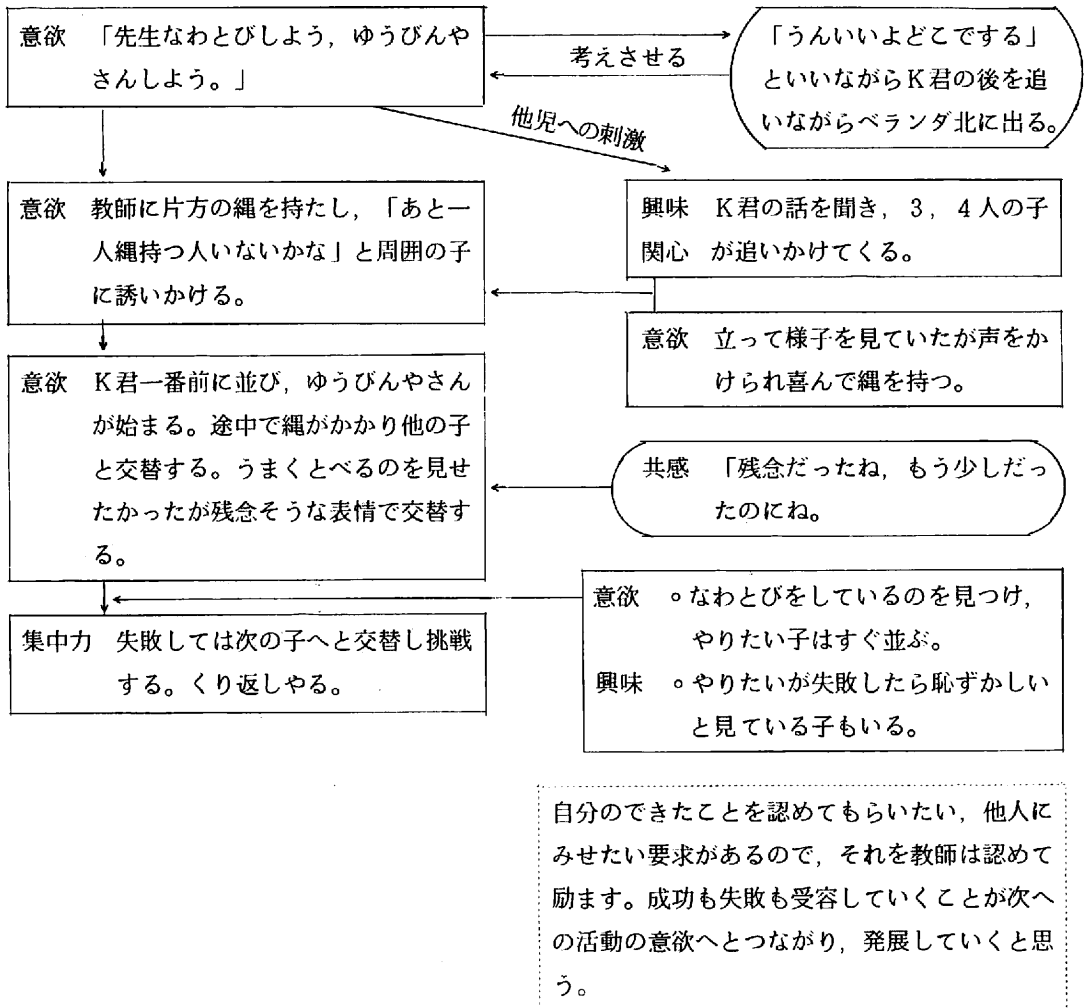 意欲 「先生なわとびしよう，ゆうびんや
さんしよう。」
考えさせる
「うんいいよどこでする」
といいながらK君の後を追
いながらベランダ北に出る。
他児への刺激
意欲 教師に片方の縄を持たし，「あと一
人縄持つ人いないかな」と周囲の子
に誘いかける。
興味 K君の話を聞き，3，4人の子
関心 が追いかけてくる。
意欲 立って様子を見ていたが声をか
けられ喜んで縄を持つ。
意欲 K君一番前に並び，ゆうびんやさん
が始まる。途中で縄がかかり他の子
と交替する。うまくとべるのを見せ
たかったが残念そうな表情で交替す
る。
共感 「残念だったね，もう少しだっ
たのにね。
意欲 ∘なわとびをしているのを見つけ，
やりたい子はすぐ並ぶ。
興味 ∘やりたいが失敗したら恥ずかしい
と見ている子もいる。
集中力 失敗しては次の子へと交替し挑戦
する。くり返しやる。
自分のできたことを認めてもらいたい，他人に
みせたい要求があるので，それを教師は認めて
励ます。成功も失敗も受容していくことが次へ
の活動の意欲へとつながり，発展していくと思
う。